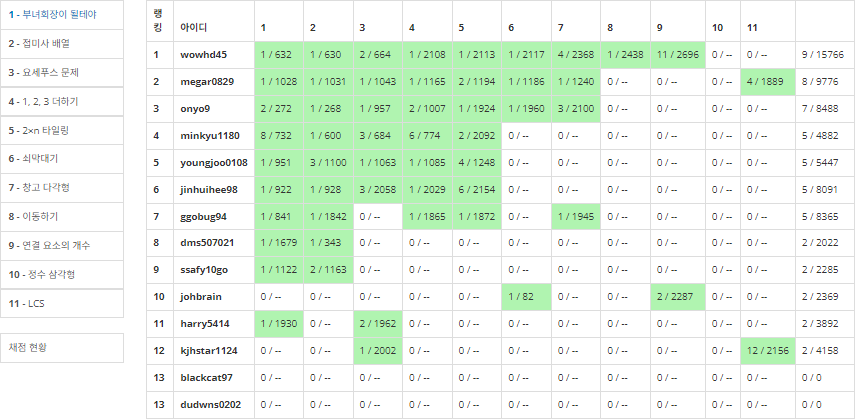 1 - 부녀회장이 될테야
2 - 접미사 배열
3 - 요세푸스 문제
4 - 1, 2, 3 더하기
5 - 2×n 타일링
6 - 쇠막대기
7 - 창고 다각형
8 - 이동하기
9 - 연결 요소의 개수
10 - 정수 삼각형
11 - LCS
채점 현황
랭킹 아이디 1 2 3 4 5 6 7 8 9 10 11
1 wowhd45 1 / 632 1 / 630 2 / 664 1 / 2108 1 / 2113 1 / 2117 4 / 2368 1 / 2438 11 / 2696 0 / -- 0 / -- 9 / 15766
2 megar0829 1 / 1028 1 / 1031 1 / 1043 1 / 1165 2 / 1194 1 / 1186 1 / 1240 0 / -- 0 / -- 0 / -- 4 / 1889 8 / 9776
3 onyo9 2 / 272 1 / 268 1 / 957 2 / 1007 1 / 1924 1 / 1960 3 / 2100 0 / -- 0 / -- 0 / -- 0 / -- 7 / 8488
4 minkyu1180 8 / 732 1 / 600 3 / 684 6 / 774 2 / 2092 0 / -- 0 / -- 0 / -- 0 / -- 0 / -- 0 / -- 5 / 4882
5 youngjoo0108 1 / 951 3 / 1100 1 / 1063 1 / 1085 4 / 1248 0 / -- 0 / -- 0 / -- 0 / -- 0 / -- 0 / -- 5 / 5447
6 jinhuihee98 1 / 922 1 / 928 3 / 2058 1 / 2029 6 / 2154 0 / -- 0 / -- 0 / -- 0 / -- 0 / -- 0 / -- 5 / 8091
7 ggobug94 1 / 841 1 / 1842 0 / -- 1 / 1865 1 / 1872 0 / -- 1 / 1945 0 / -- 0 / -- 0 / -- 0 / -- 5 / 8365
8 dms507021 1 / 1679 1 / 343 0 / -- 0 / -- 0 / -- 0 / -- 0 / -- 0 / -- 0 / -- 0 / -- 0 / -- 2 / 2022
9 ssafy10go 1 / 1122 2 / 1163 0 / -- 0 / -- 0 / -- 0 / -- 0 / -- 0 / -- 0 / -- 0 / -- 0 / -- 2 / 2285
10 johbrain 0 / -- 0 / -- 0 / -- 0 / -- 0 / -- 1 / 82 0 / -- 0 / -- 2 / 2287 0 / -- 0 / -- 2 / 2369
11 harry5414 1 / 1930 0 / -- 2 / 1962 0 / -- 0 / -- 0 / -- 0 / -- 0 / -- 0 / -- 0 / -- 0 / -- 2 / 3892
12 kjhstar1124 0 / -- 0 / -- 1 / 2002 0 / -- 0 / -- 0 / -- 0 / -- 0 / -- 0 / -- 0 / -- 12 / 2156 2 / 4158
13 blackcat97 0 / -- 0 / -- 0 / -- 0 / -- 0 / -- 0 / -- 0 / -- 0 / -- 0 / -- 0 / -- 0 / -- 0 / 0
13 dudwns0202 0 / -- 0 / -- 0 / -- 0 / -- 0 / -- 0 / -- 0 / -- 0 / -- 0 / -- 0 / -- 0 / -- 0 / 0